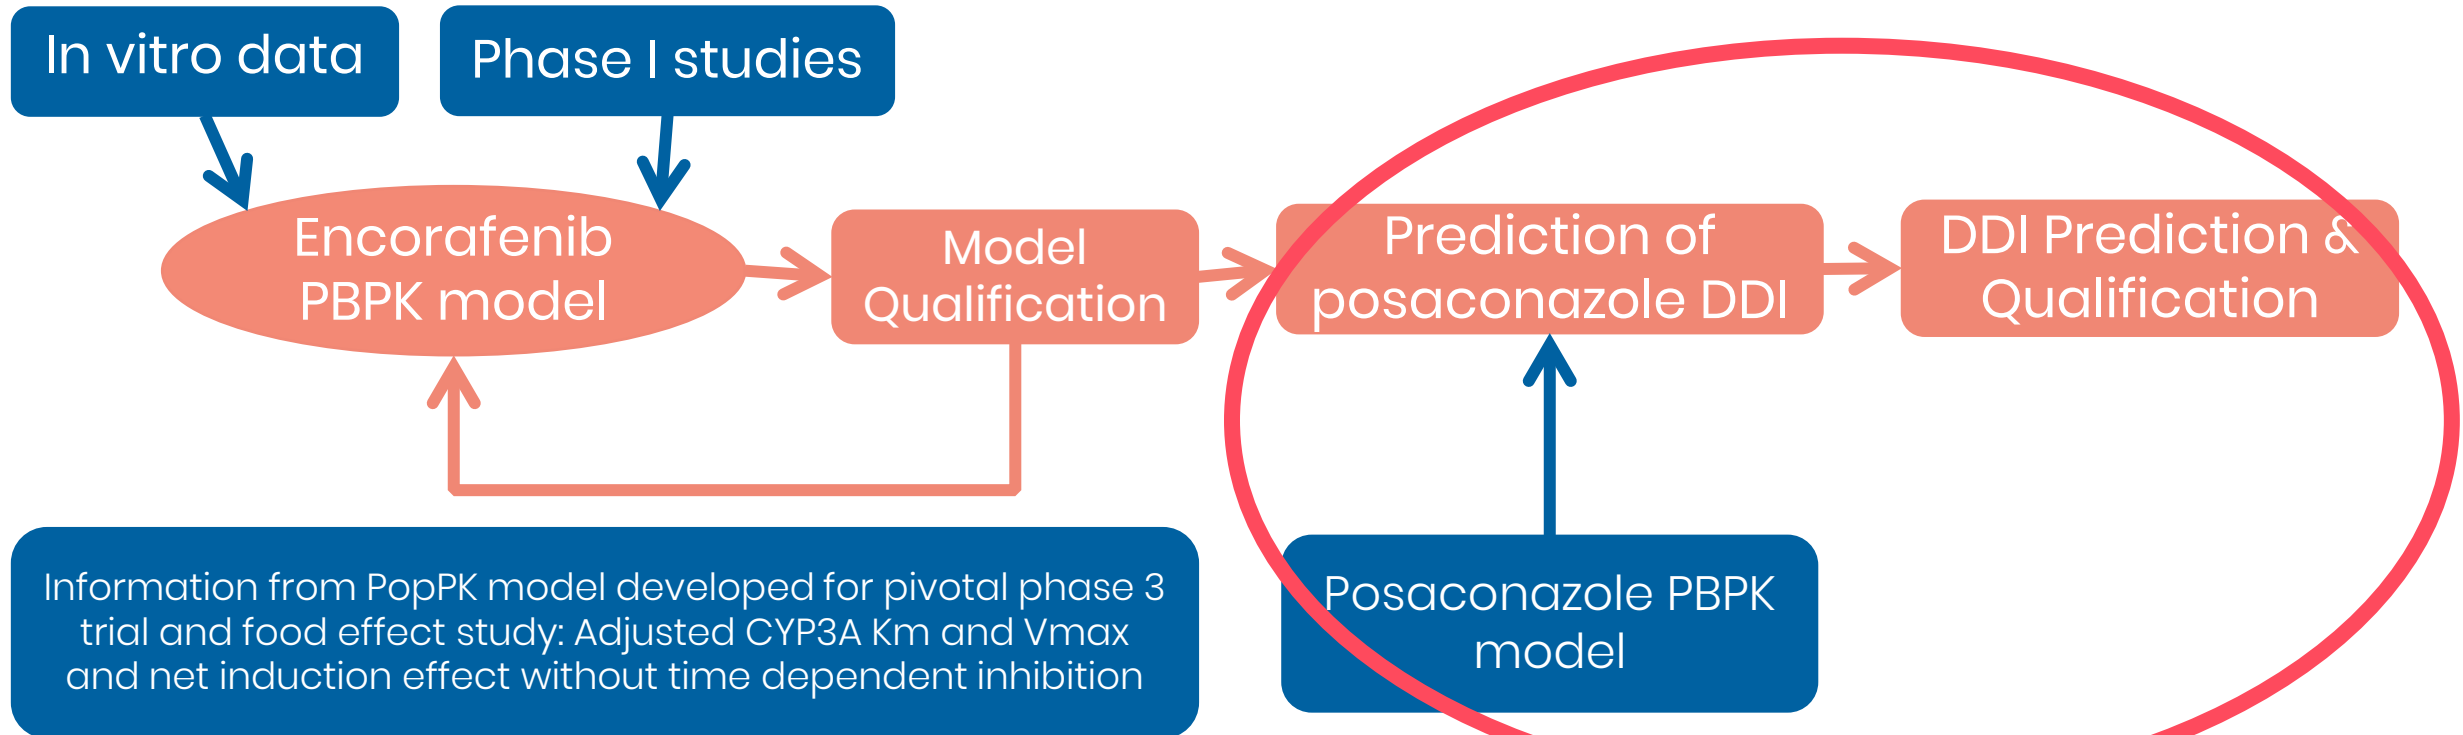 In vitro data
Phase I studies
Encorafenib
PBPK model
Model
Qualification
Prediction of
posaconazole DDI
DDI Prediction &
Qualification
Information from PopPK model developed for pivotal phase 3
trial and food effect study: Adjusted CYP3A Km and Vmax
and net induction effect without time dependent inhibition
Posaconazole PBPK
model